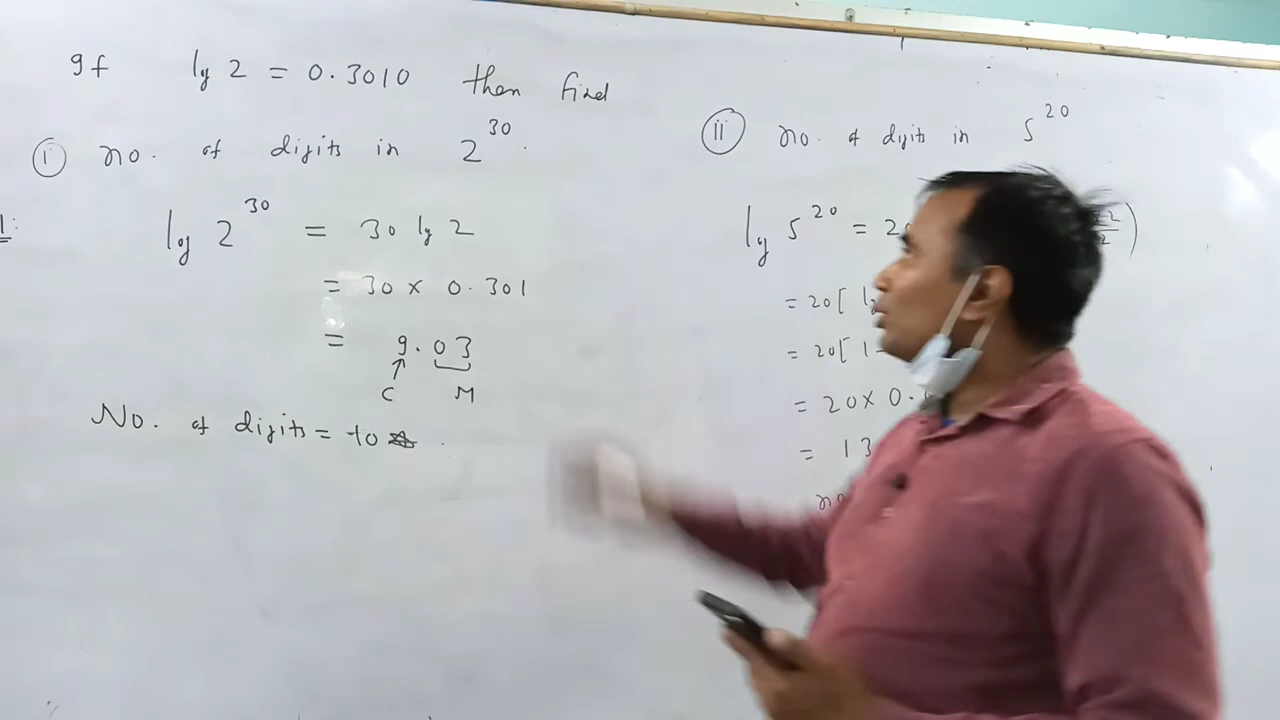 If log 2 = 0.3010 then find
(i) no. of digits in 2^30.
log 2^30 = 30 log 2
= 30 × 0.301
= 9.03
C M
No. of digits = 10
(ii) no. of digits in 5^20
log 5^20 = 2
= 20[
= 20[ 1-
= 20 × 0.
= 13